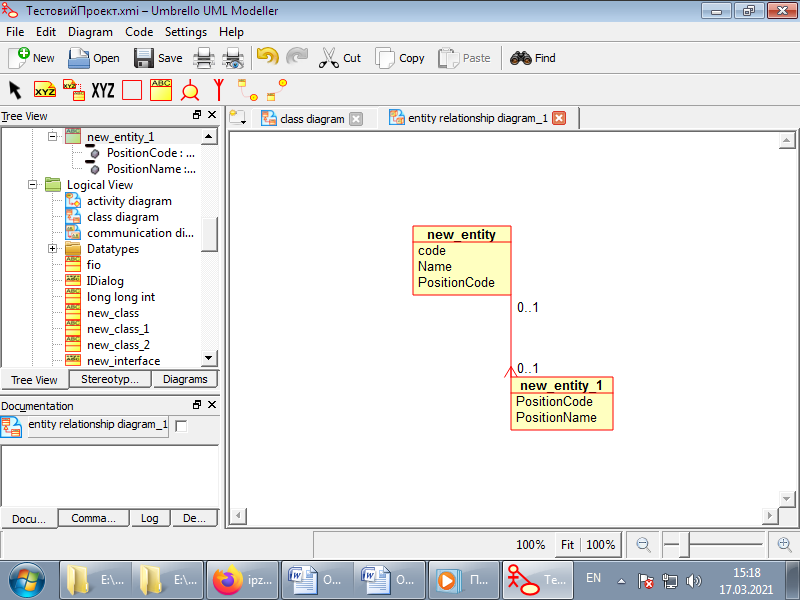 ТестовийПроект.xmi – Umbrello UML Modeller
File Edit Diagram Code Settings Help
New Open Save Cut Copy Paste Find
XYZ XYZ XYZ ABC
Tree View
class diagram entity relationship diagram_1
new_entity_1
PositionCode : ...
PositionName :...
Logical View
activity diagram
class diagram
communication di...
Datatypes
fio
IDialog
long long int
new_class
new_class_1
new_class_2
new_interface
Tree View Stereotyp... Diagrams
Documentation
entity relationship diagram_1
Docu... Comma... Log De...
new_entity
code
Name
PositionCode
0..1
0..1
new_entity_1
PositionCode
PositionName
100% Fit 100%
E:\... E:\... ipz... O... O... П... Те... EN 15:18
17.03.2021